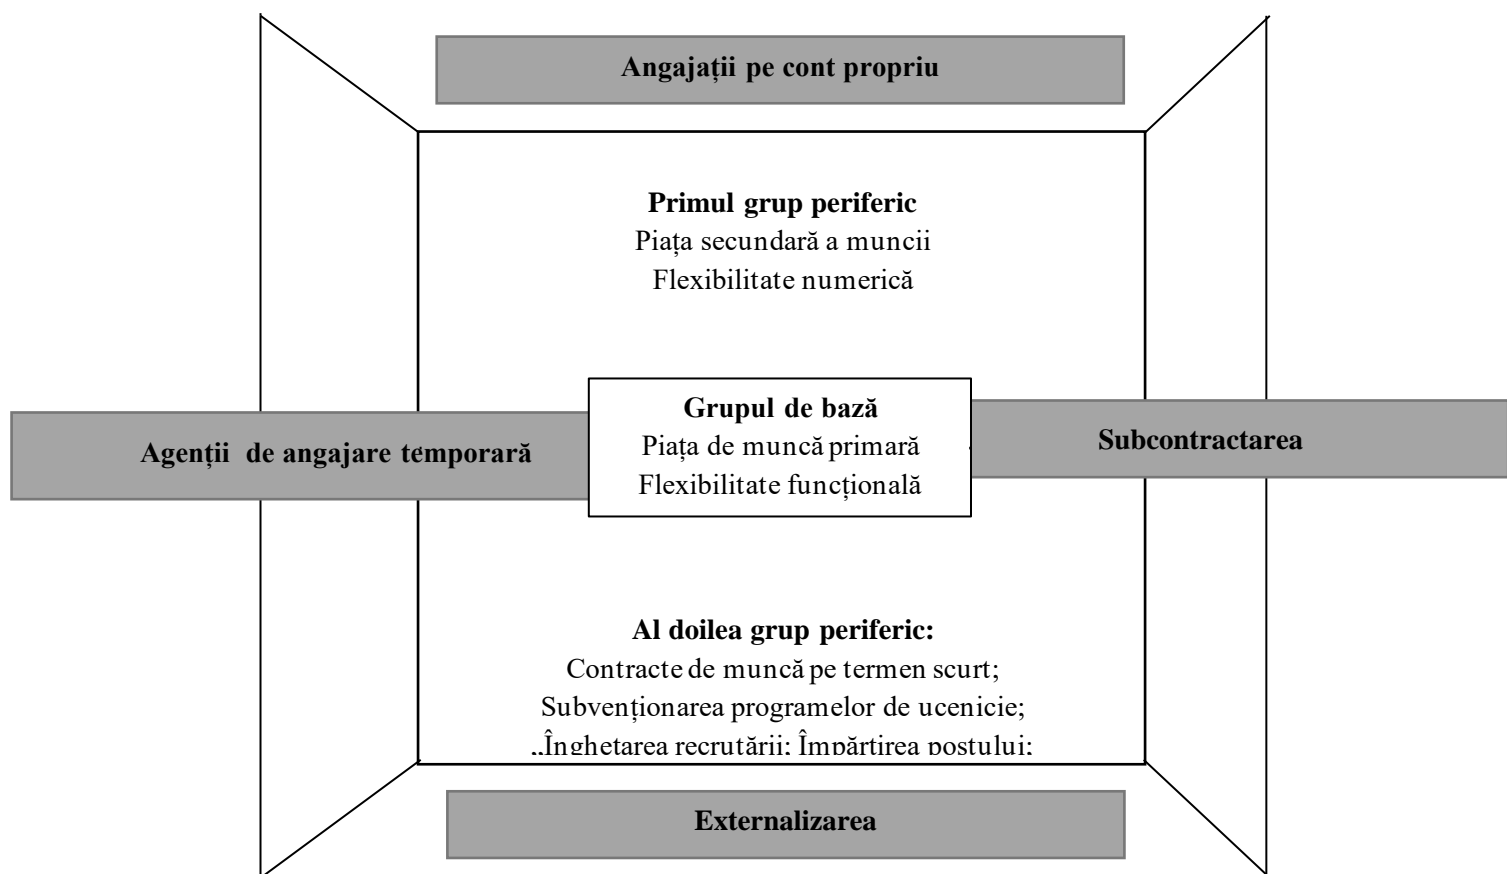 Angajații pe cont propriu
Primul grup periferic
Piața secundară a muncii
Flexibilitate numerică
Agenții de angajare temporară
Grupul de bază
Piața de muncă primară
Flexibilitate funcțională
Subcontractarea
Al doilea grup periferic:
Contracte de muncă pe termen scurt;
Subvenționarea programelor de ucenicie;
„Înghețarea recrutării; Împărțirea postului;
Externalizarea